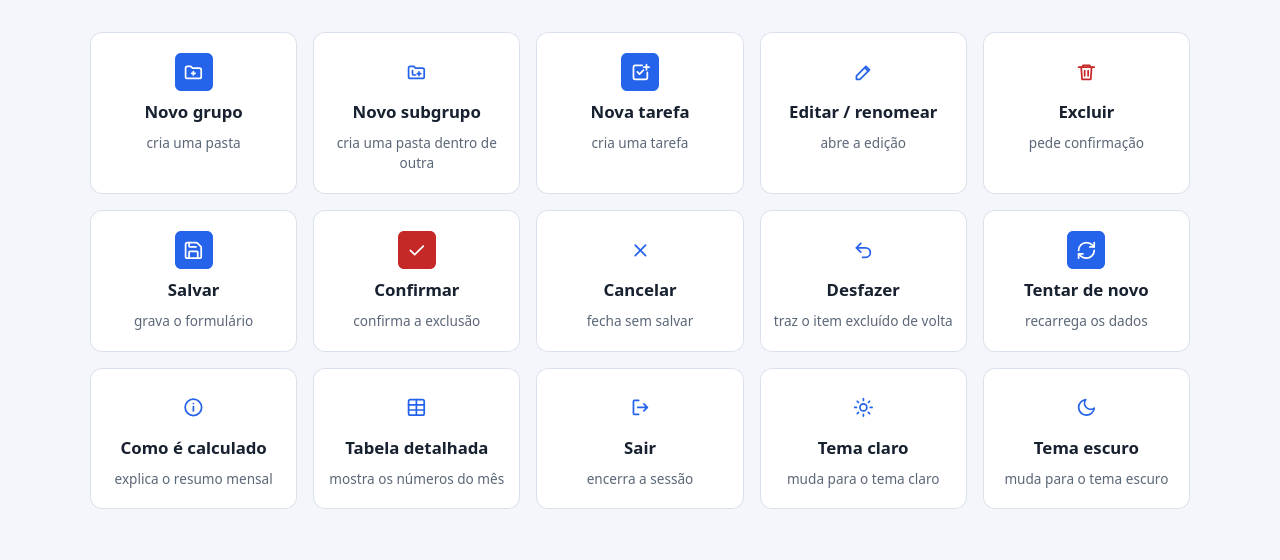 Novo grupo
cria uma pasta
Novo subgrupo
cria uma pasta dentro de
outra
Nova tarefa
cria uma tarefa
Editar / renomear
abre a edição
Excluir
pede confirmação
Salvar
grava o formulário
Confirmar
confirma a exclusão
Cancelar
fecha sem salvar
Desfazer
traz o item excluído de volta
Tentar de novo
recarrega os dados
Como é calculado
explica o resumo mensal
Tabela detalhada
mostra os números do mês
Sair
encerra a sessão
Tema claro
muda para o tema claro
Tema escuro
muda para o tema escuro